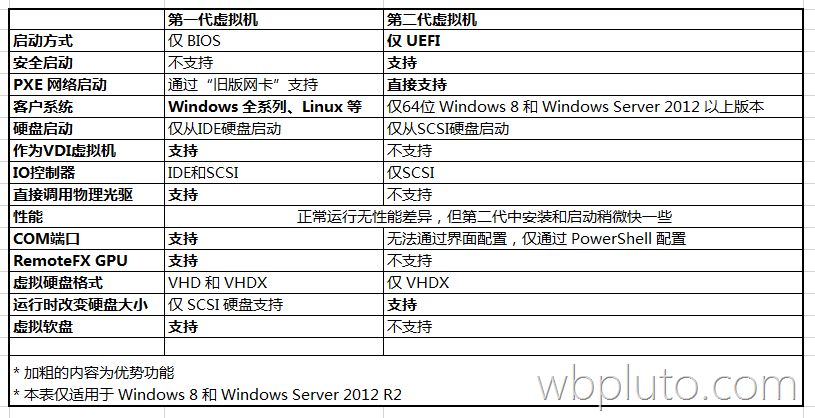 第一代虚拟机 第二代虚拟机
启动方式 仅 BIOS 仅 UEFI
安全启动 不支持 支持
PXE 网络启动 通过“旧版网卡”支持 直接支持
客户系统 Windows 全系列、Linux 等 仅64位 Windows 8 和 Windows Server 2012 以上版本
硬盘启动 仅从IDE硬盘启动 仅从SCSI硬盘启动
作为VDI虚拟机 支持 不支持
IO控制器 IDE和SCSI 仅SCSI
直接调用物理光驱 支持 不支持
性能 正常运行无性能差异，但第二代中安装和启动稍微快一些
COM端口 支持 无法通过界面配置，仅通过 PowerShell 配置
RemoteFX GPU 支持 不支持
虚拟硬盘格式 VHD 和 VHDX 仅 VHDX
运行时改变硬盘大小 仅 SCSI 硬盘支持 支持
虚拟软盘 支持 不支持
* 加粗的内容为优势功能
* 本表仅适用于 Windows 8 和 Windows Server 2012 R2
wbpluto.com